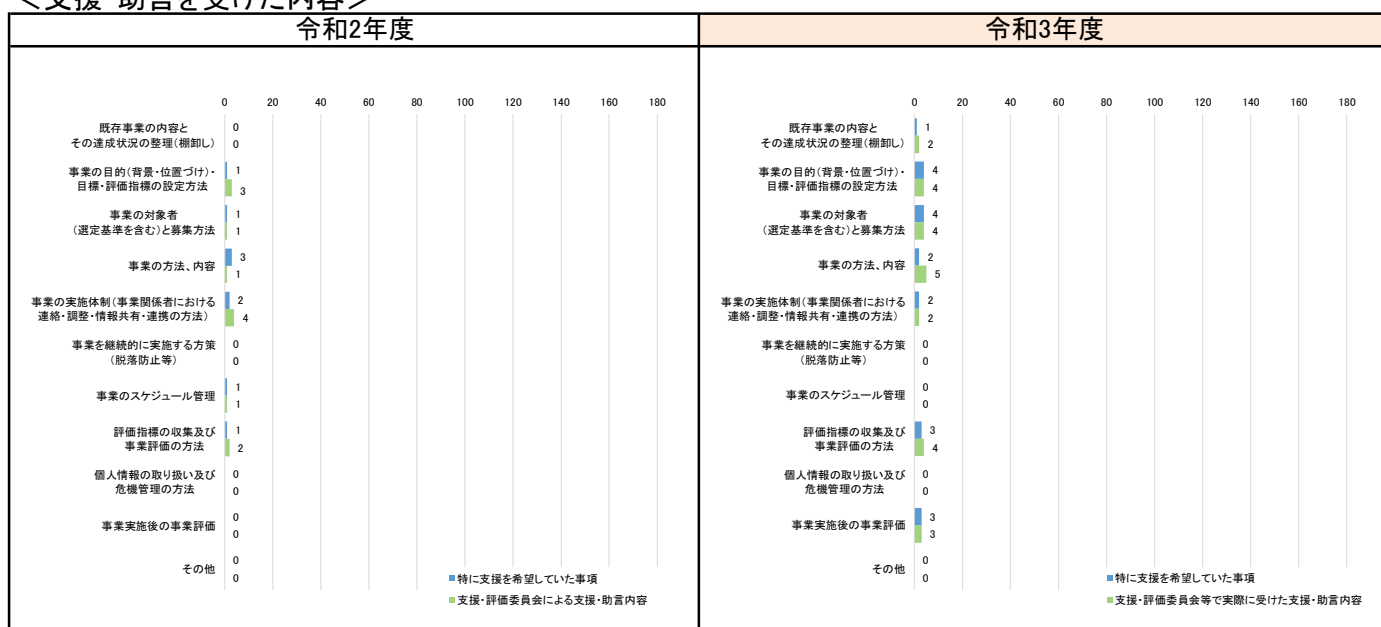 ＜支援・助言を受けた内容＞
令和2年度
0 20 40 60 80 100 120 140 160 180
既存事業の内容と
その達成状況の整理（棚卸し）
0
0
事業の目的（背景・位置づけ）・
目標・評価指標の設定方法
1
3
事業の対象者
（選定基準を含む）と募集方法
1
1
事業の方法、内容
3
1
事業の実施体制（事業関係者における
連絡・調整・情報共有・連携の方法）
2
4
事業を継続的に実施する方策
（脱落防止等）
0
0
事業のスケジュール管理
1
1
評価指標の収集及び
事業評価の方法
1
2
個人情報の取り扱い及び
危機管理の方法
0
0
事業実施後の事業評価
0
0
その他
0
0
特に支援を希望していた事項
支援・評価委員会による支援・助言内容
令和3年度
0 20 40 60 80 100 120 140 160 180
既存事業の内容と
その達成状況の整理（棚卸し）
1
2
事業の目的（背景・位置づけ）・
目標・評価指標の設定方法
4
4
事業の対象者
（選定基準を含む）と募集方法
4
4
事業の方法、内容
2
5
事業の実施体制（事業関係者における
連絡・調整・情報共有・連携の方法）
2
2
事業を継続的に実施する方策
（脱落防止等）
0
0
事業のスケジュール管理
0
0
評価指標の収集及び
事業評価の方法
3
4
個人情報の取り扱い及び
危機管理の方法
0
0
事業実施後の事業評価
3
3
その他
0
0
特に支援を希望していた事項
支援・評価委員会等で実際に受けた支援・助言内容